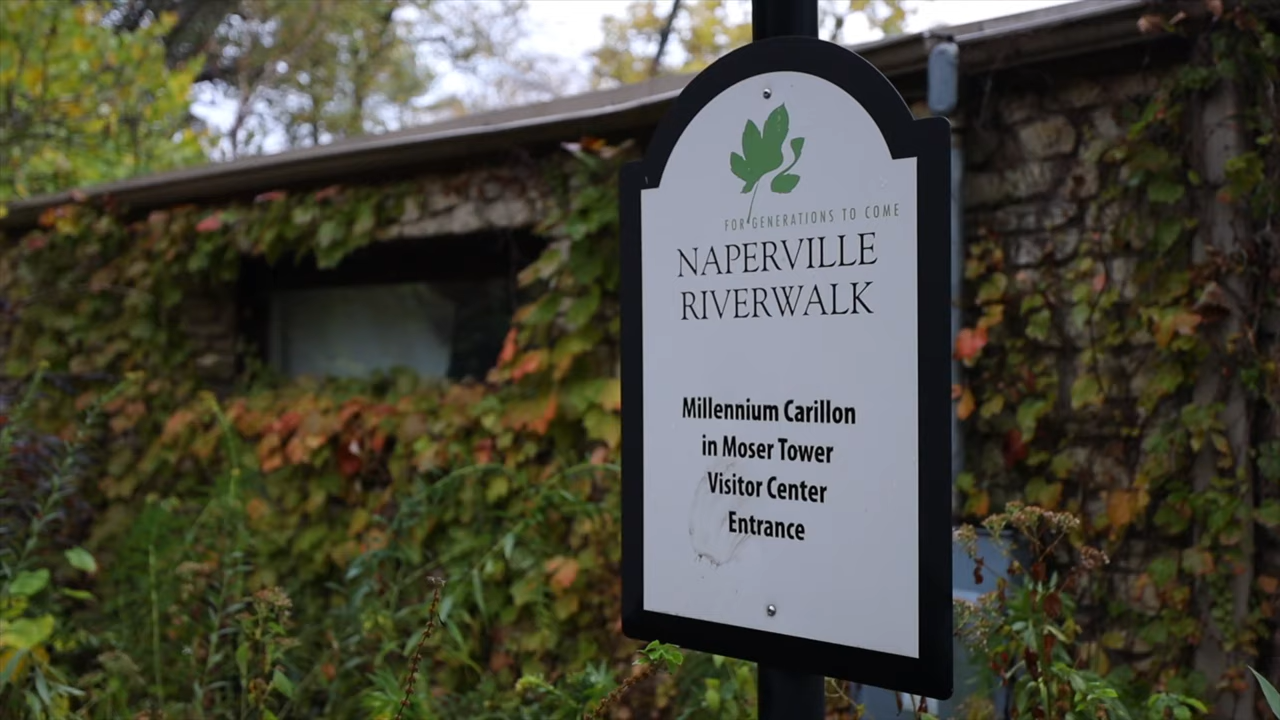 FOR GENERATIONS TO COME
NAPERVILLE
RIVERWALK
Millennium Carillon
in Moser Tower
Visitor Center
Entrance